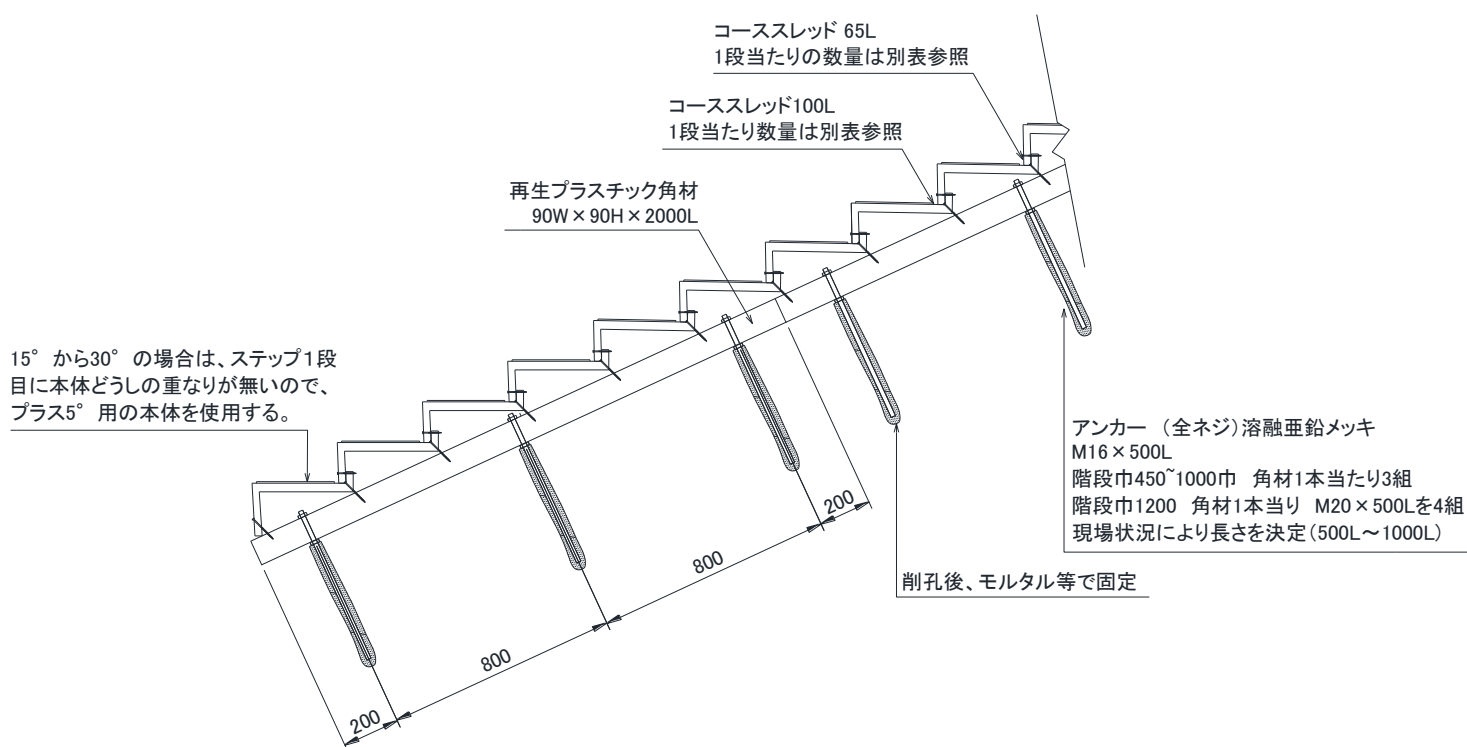 コーススレッド 65L
1段当たりの数量は別表参照
コーススレッド100L
1段当たり数量は別表参照
再生プラスチック角材
90W×90H×2000L
15°から30°の場合は、ステップ1段
目に本体どうしの重なりが無いので、
プラス5°用の本体を使用する。
アンカー (全ネジ)溶融亜鉛メッキ
M16×500L
階段巾450~1000巾 角材1本当たり3組
階段巾1200 角材1本当り M20×500Lを4組
現場状況により長さを決定(500L～1000L)
削孔後、モルタル等で固定
200
800
800
200